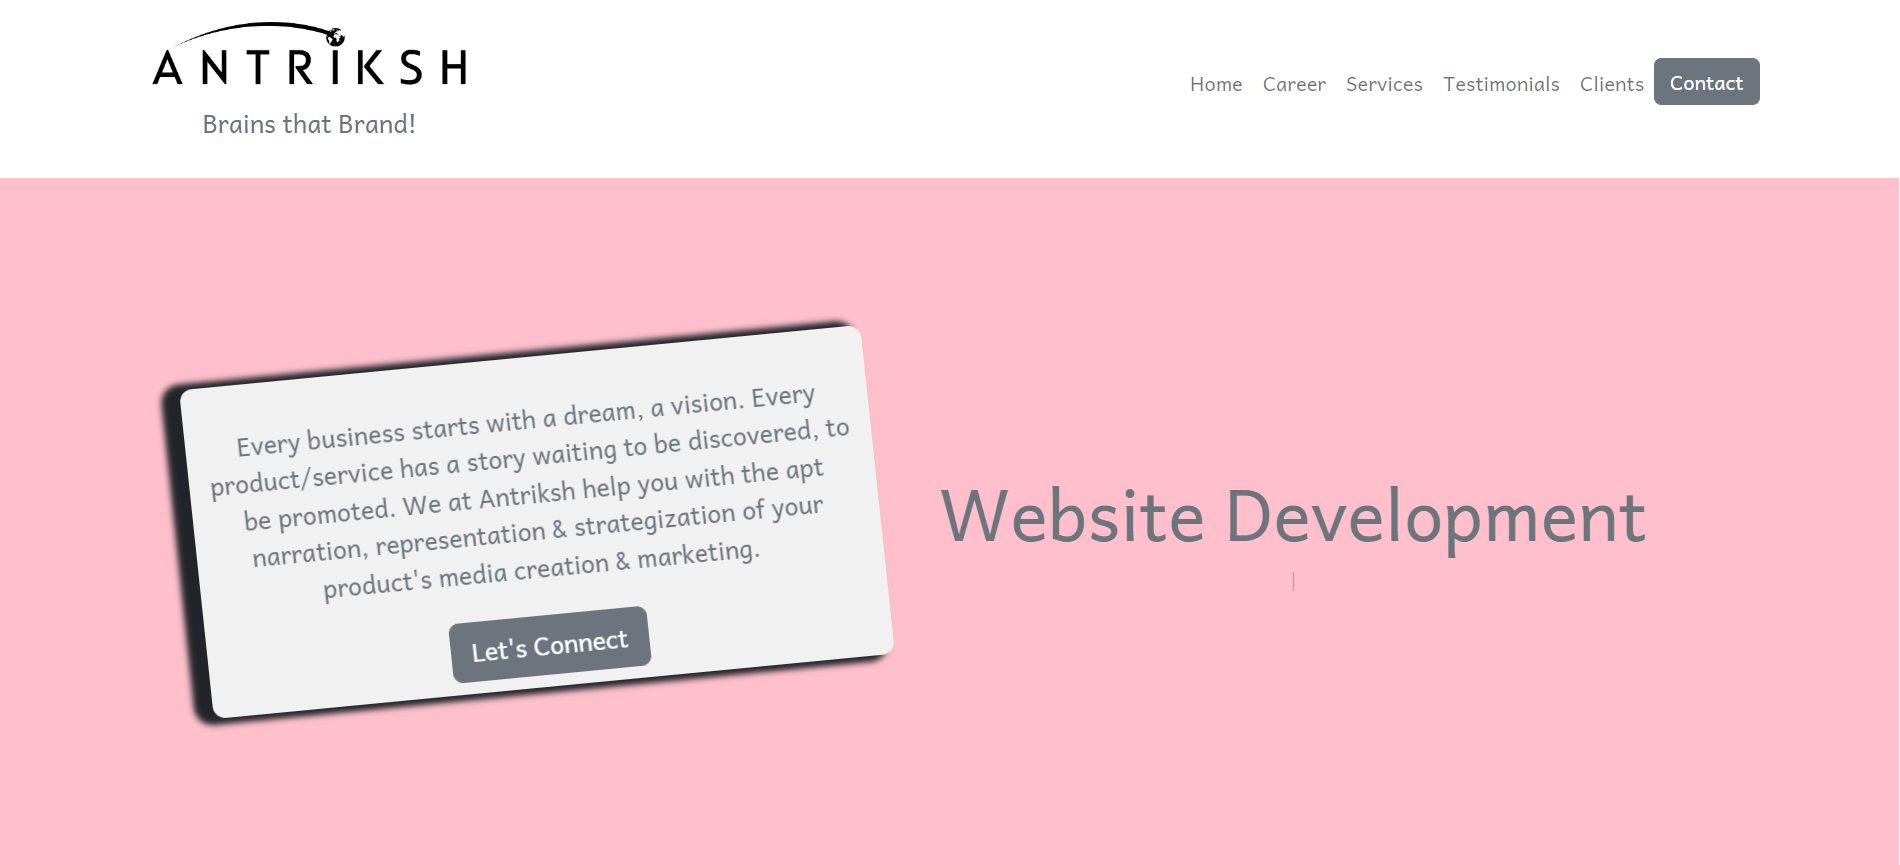 ANTRIKSH
Brains that Brand!
Home Career Services Testimonials Clients Contact
Every business starts with a dream, a vision. Every
product/service has a story waiting to be discovered, to
be promoted. We at Antriksh help you with the apt
narration, representation & strategization of your
product's media creation & marketing.
Let's Connect
Website Development